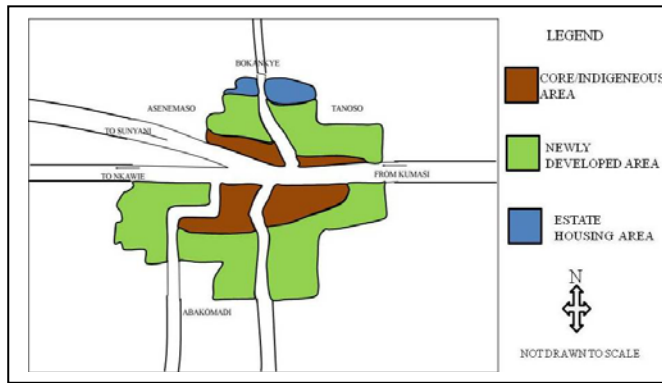 BOKANKYE
ASENEMASO
TANOSO
TO SUNYANI
TO NKAWIE
FROM KUMASI
ABAKOMADI
LEGEND
CORE/INDIGENEOUS
AREA
NEWLY
DEVELOPED AREA
ESTATE
HOUSING AREA
N
NOT DRAWN TO SCALE